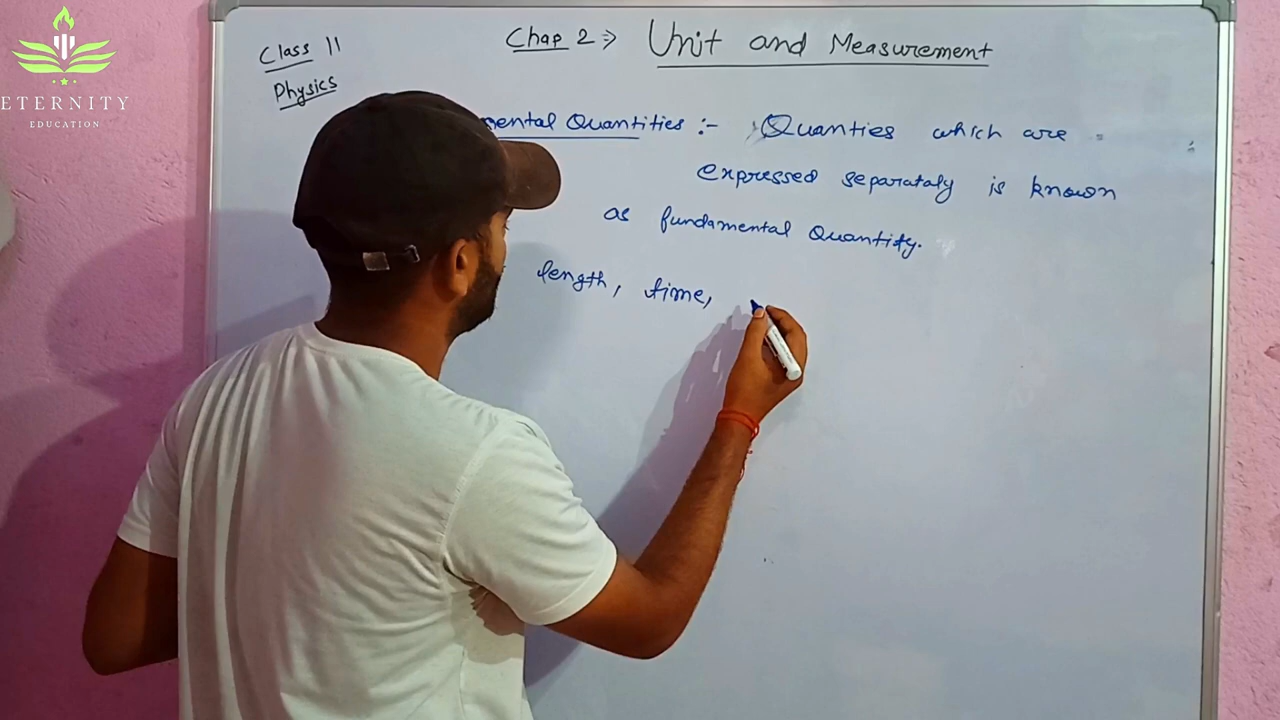 ETERNITY
EDUCATION
Class 11
Physics
Chap 2 ⇒ Unit and Measurement
mental Quantities :- Quanties which are
expressed separataly is known
as fundamental Quantity.
length, time,